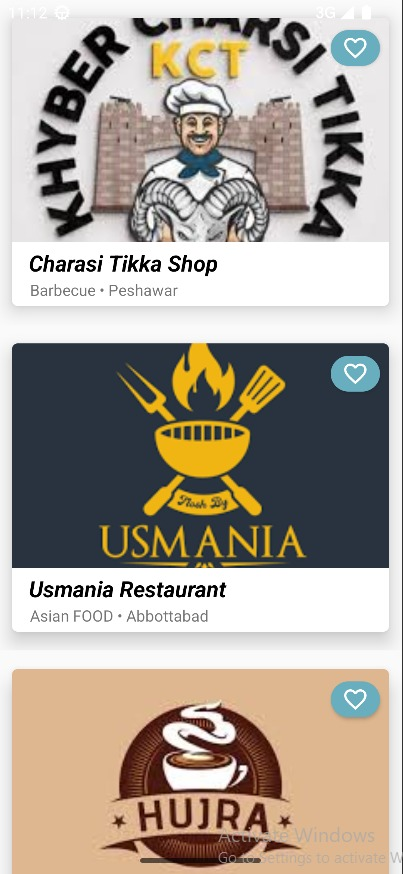 11:12
3G
KHYBER CHARSI TIKKA
KCT
Charasi Tikka Shop
Barbecue • Peshawar
Nosh By
USMANIA
Usmania Restaurant
Asian FOOD • Abbottabad
HUJRA
Activate Windows
Go to Settings to activate W